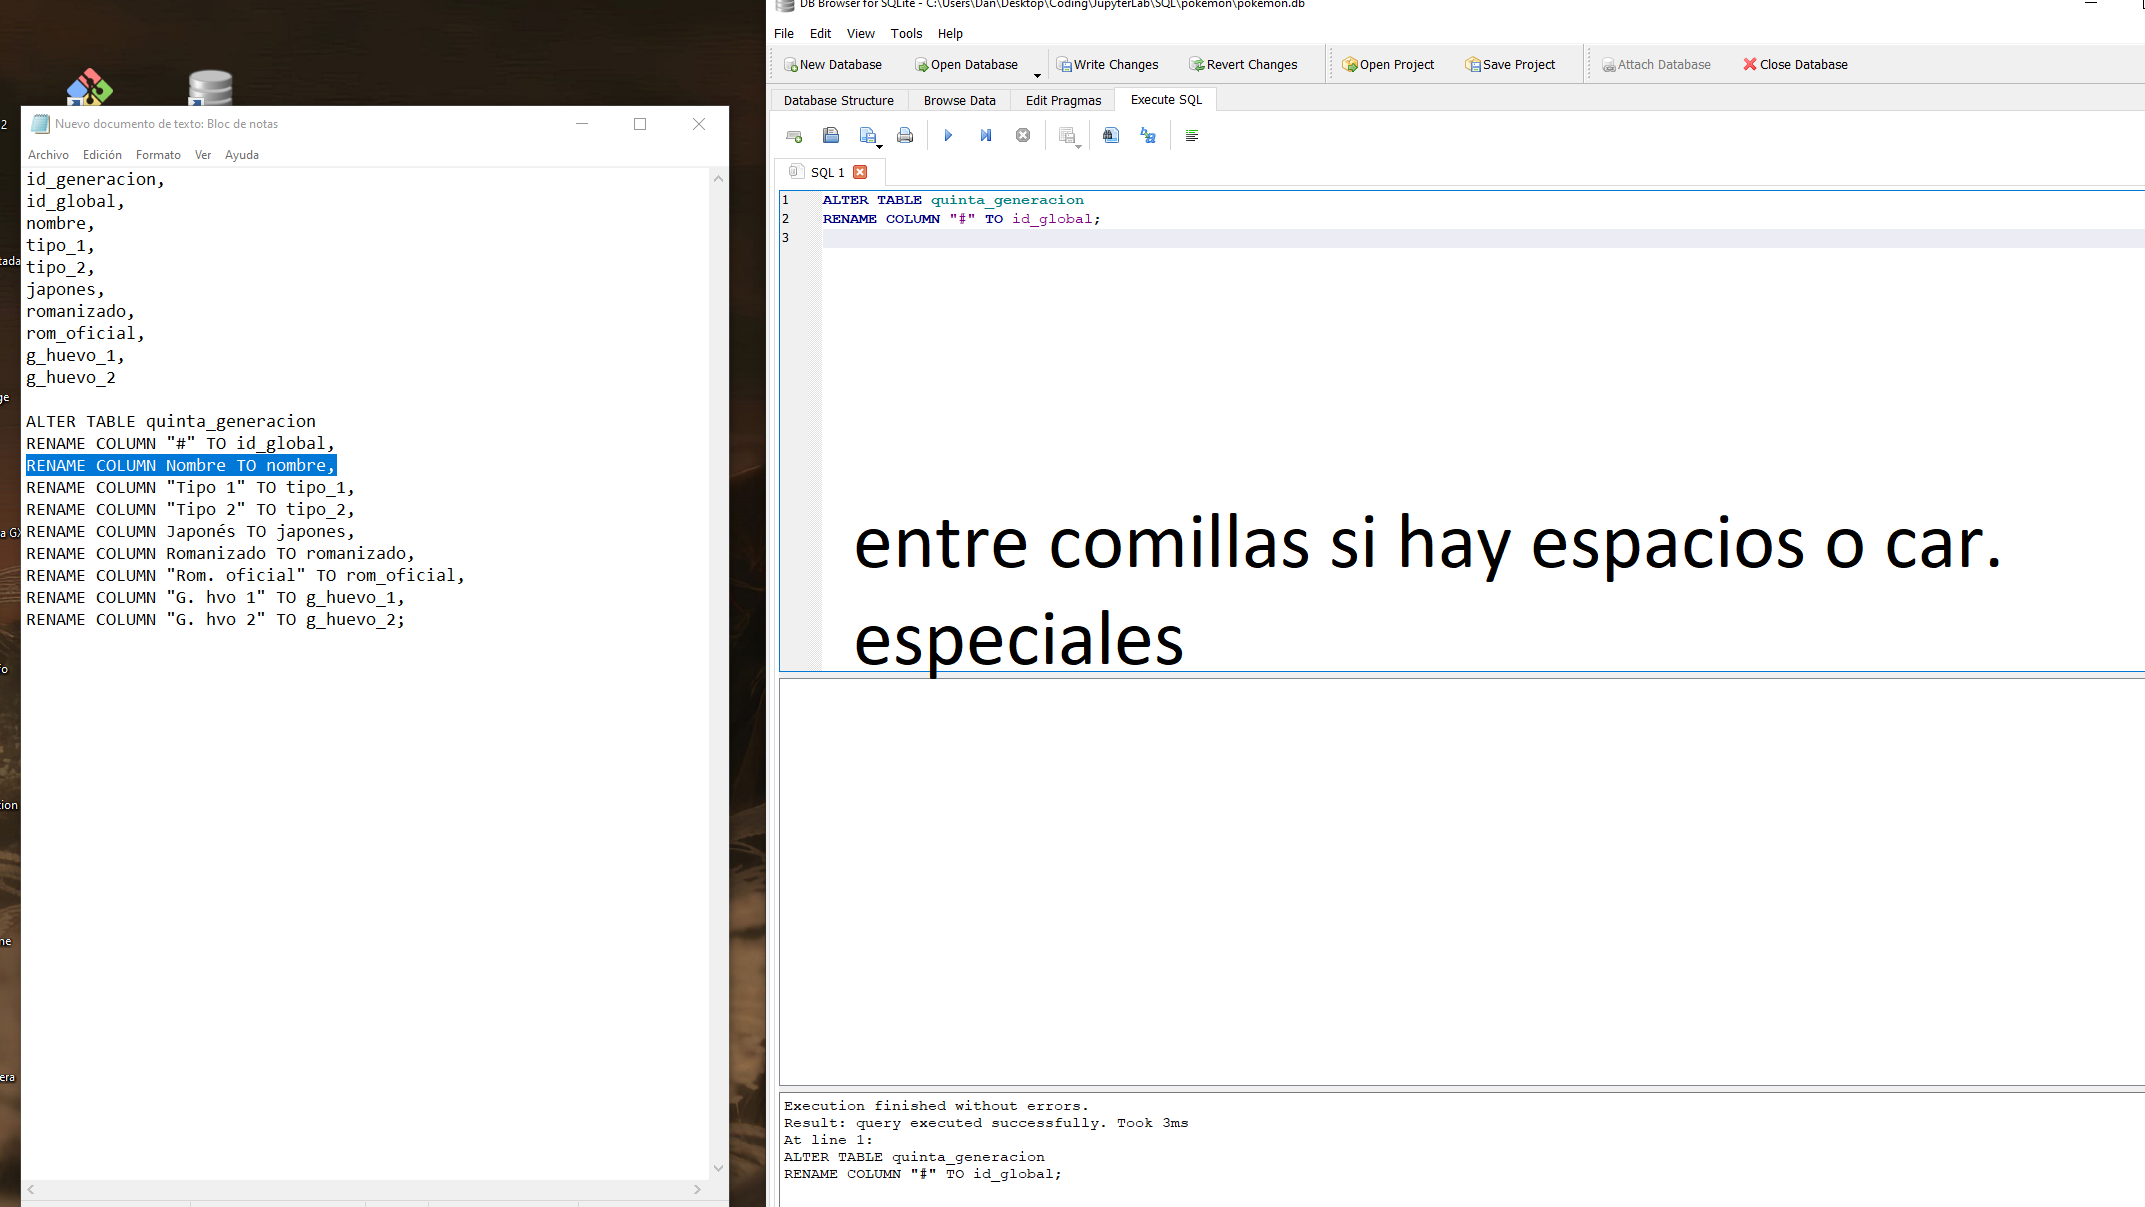 2
tada
ge
a GX
fo
cion
ne
era
Nuevo documento de texto: Bloc de notas
Archivo Edición Formato Ver Ayuda
id_generacion,
id_global,
nombre,
tipo_1,
tipo_2,
japones,
romanizado,
rom_oficial,
g_huevo_1,
g_huevo_2
ALTER TABLE quinta_generacion
RENAME COLUMN "#" TO id_global,
RENAME COLUMN Nombre TO nombre,
RENAME COLUMN "Tipo 1" TO tipo_1,
RENAME COLUMN "Tipo 2" TO tipo_2,
RENAME COLUMN Japonés TO japones,
RENAME COLUMN Romanizado TO romanizado,
RENAME COLUMN "Rom. oficial" TO rom_oficial,
RENAME COLUMN "G. hvo 1" TO g_huevo_1,
RENAME COLUMN "G. hvo 2" TO g_huevo_2;
DB Browser for SQLite - C:\Users\Dan\Desktop\Coding\JupyterLab\SQL\pokemon\pokemon.db
File Edit View Tools Help
New Database Open Database Write Changes Revert Changes Open Project Save Project Attach Database Close Database
Database Structure Browse Data Edit Pragmas Execute SQL
SQL 1
1 ALTER TABLE quinta_generacion
2 RENAME COLUMN "#" TO id_global;
3
entre comillas si hay espacios o car.
especiales
Execution finished without errors.
Result: query executed successfully. Took 3ms
At line 1:
ALTER TABLE quinta_generacion
RENAME COLUMN "#" TO id_global;